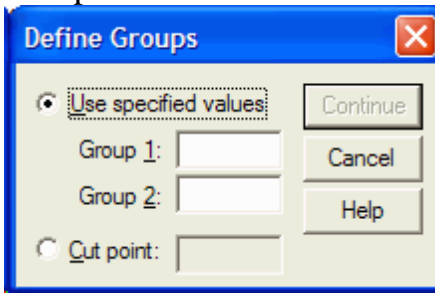 Define Groups
Use specified values
Continue
Group 1:
Cancel
Group 2:
Help
Cut point: